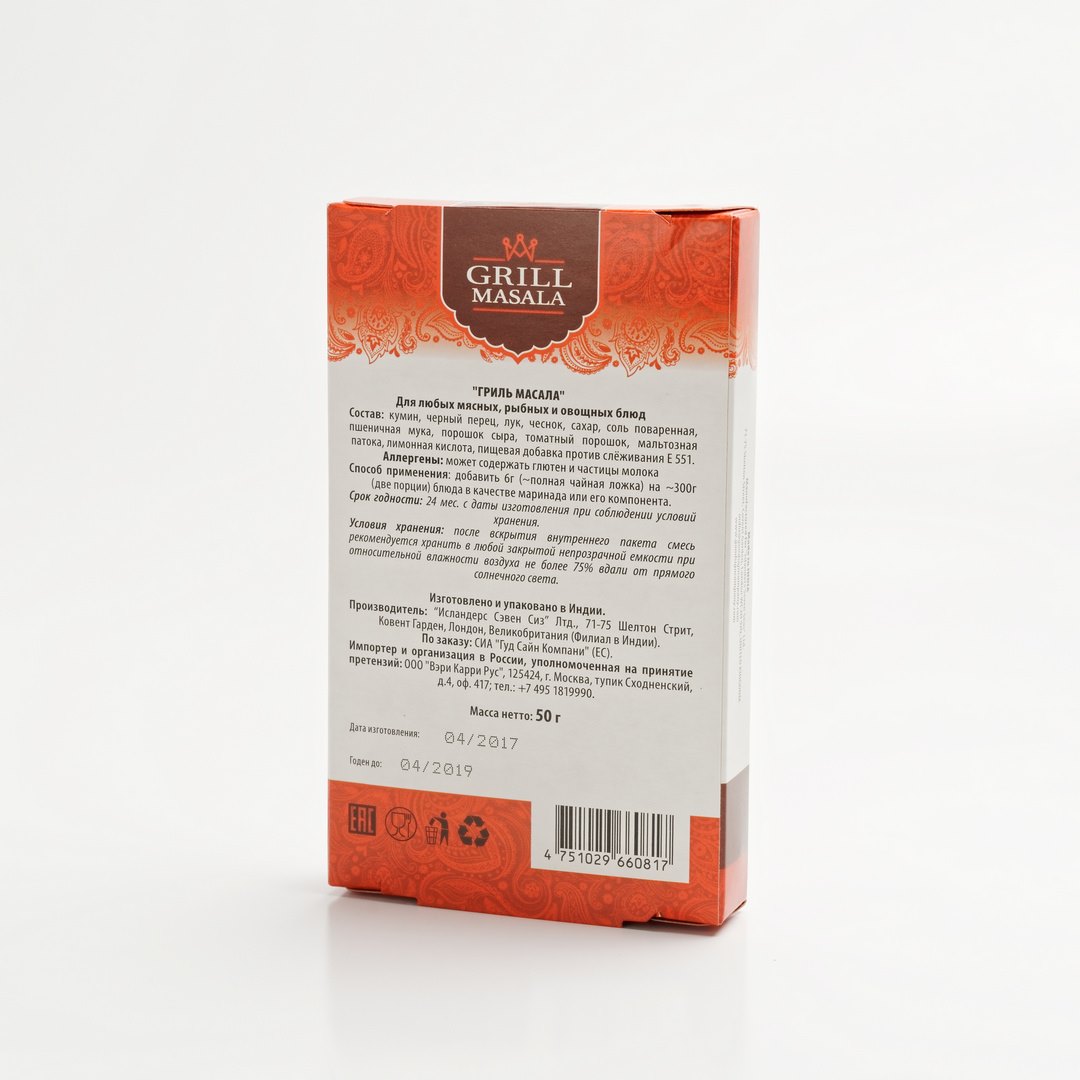 GRILL
MASALA
"ГРИЛЬ МАСАЛА"
Для любых мясных, рыбных и овощных блюд
Состав: кумин, черный перец, лук, чеснок, сахар, соль поваренная,
пшеничная мука, порошок сыра, томатный порошок, мальтозная
патока, лимонная кислота, пищевая добавка против слёживания Е 551.
Аллергены: может содержать глютен и частицы молока
Способ применения: добавить 6г (~полная чайная ложка) на ~300г
(две порции) блюда в качестве маринада или его компонента.
Срок годности: 24 мес. с даты изготовления при соблюдении условий
хранения.
Условия хранения: после вскрытия внутреннего пакета смесь
рекомендуется хранить в любой закрытой непрозрачной емкости при
относительной влажности воздуха не более 75% вдали от прямого
солнечного света.
Изготовлено и упаковано в Индии.
Производитель: "Исландерс Сэвен Сиз" Лтд., 71-75 Шелтон Стрит,
Ковент Гарден, Лондон, Великобритания (Филиал в Индии).
По заказу: СИА "Гуд Сайн Компани" (ЕС).
Импортер и организация в России, уполномоченная на принятие
претензий: ООО "Вэри Карри Рус", 125424, г. Москва, тупик Сходненский,
д.4, оф. 417; тел.: +7 495 1819990.
Масса нетто: 50 г
Дата изготовления: 04/2017
Годен до: 04/2019
EAC
4 751029 660817